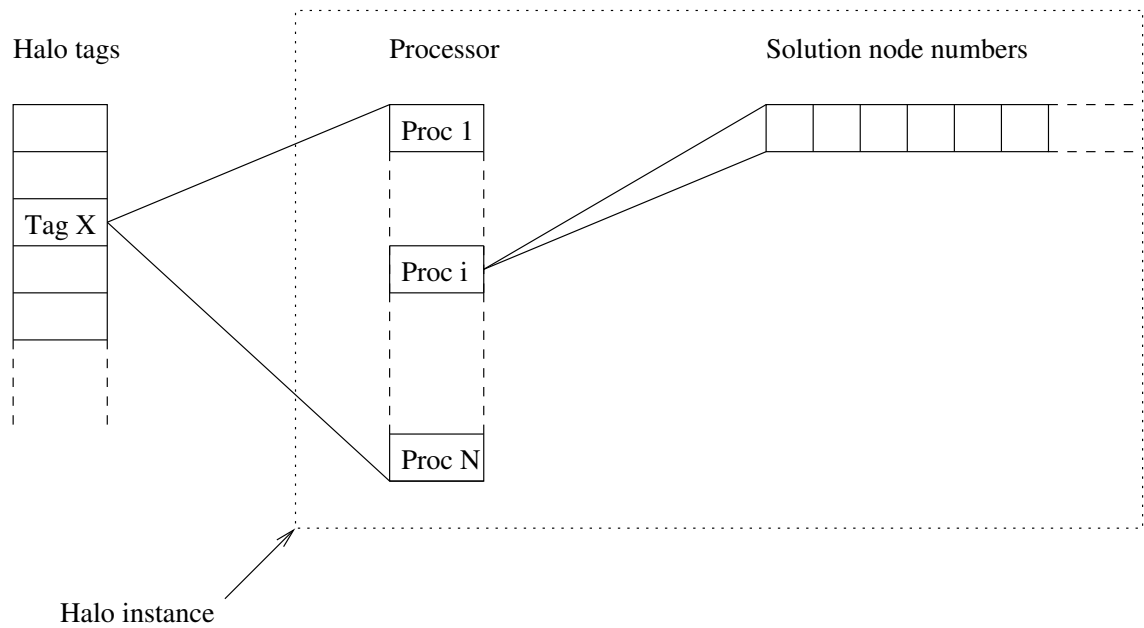 Halo tags
Processor
Solution node numbers
Proc 1
Tag X
Proc i
Proc N
Halo instance